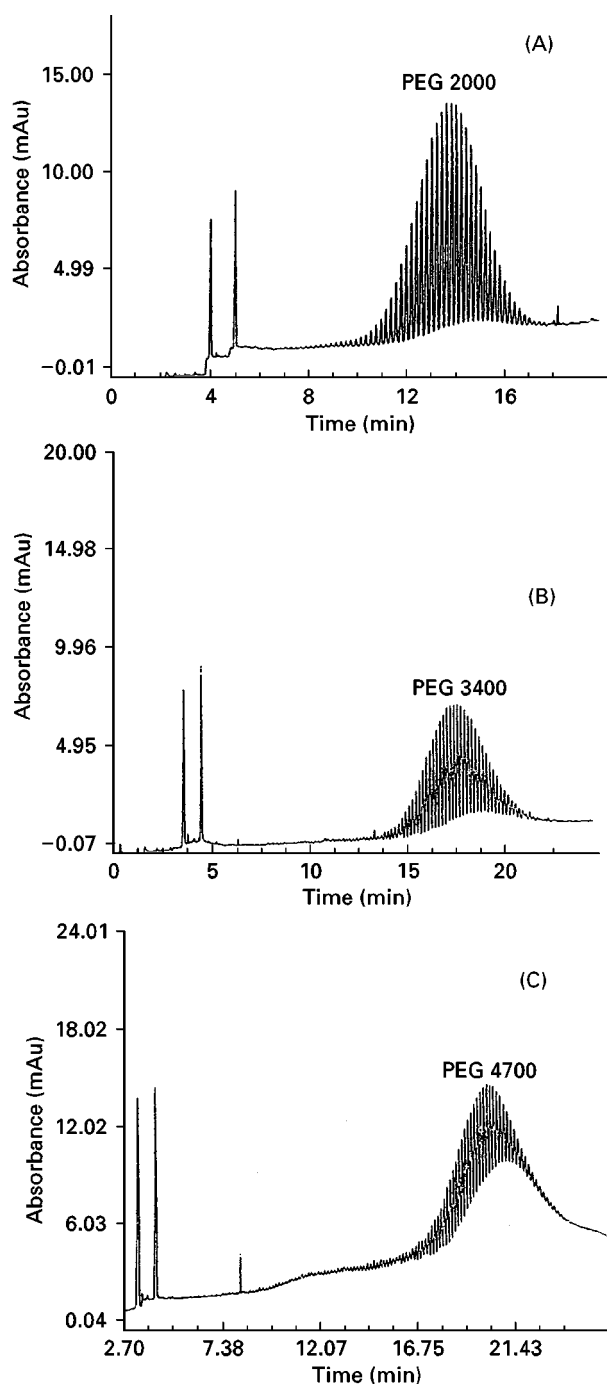 (A)
15.00
PEG 2000
10.00
4.99
−0.01
Absorbance (mAu)
0 4 8 12 16
Time (min)
20.00
14.98
(B)
9.96
PEG 3400
4.95
−0.07
Absorbance (mAu)
0 5 10 15 20
Time (min)
24.01
(C)
18.02
PEG 4700
12.02
6.03
0.04
Absorbance (mAu)
2.70 7.38 12.07 16.75 21.43
Time (min)